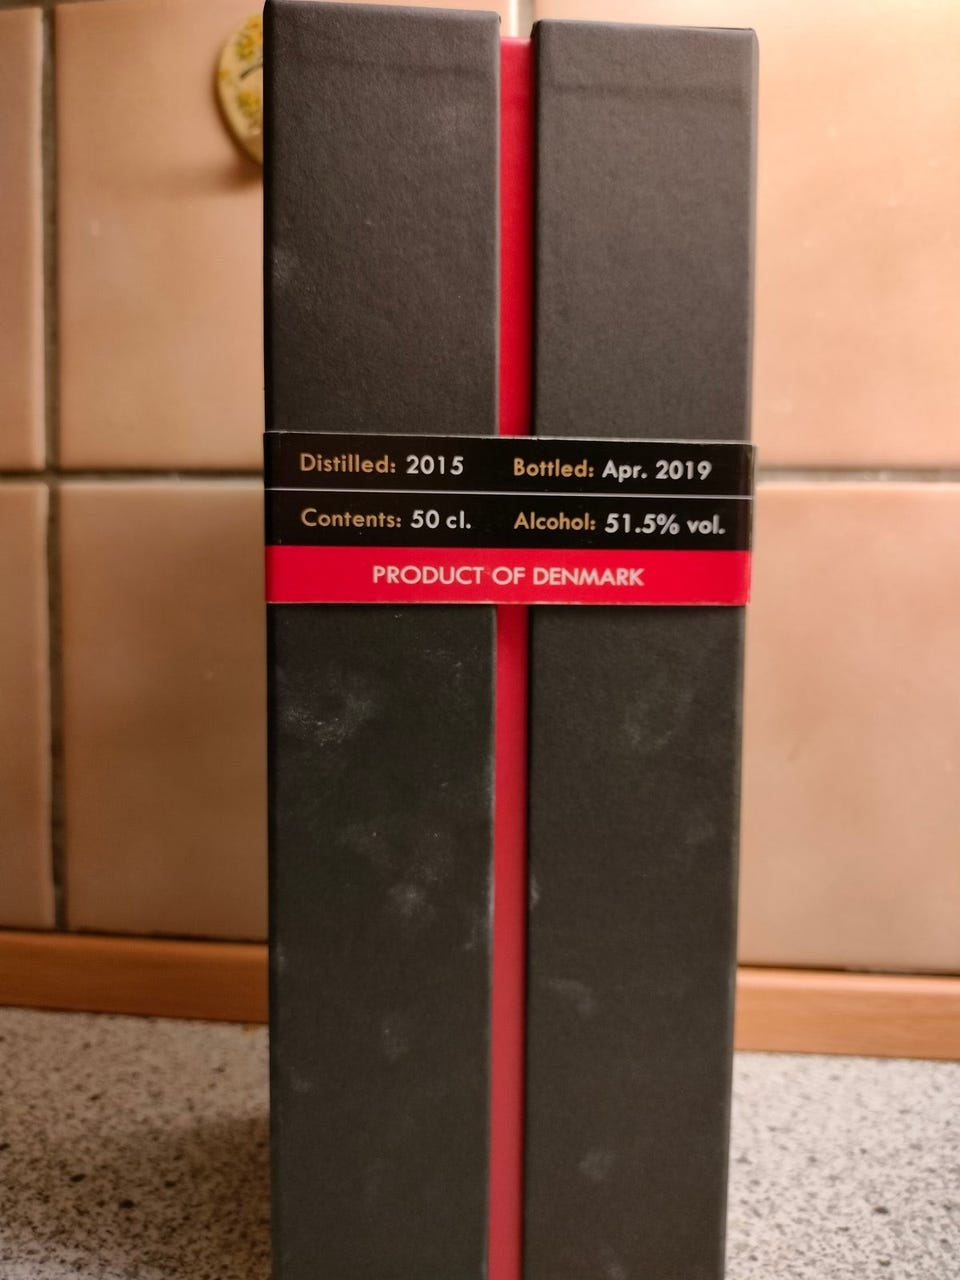 Distilled: 2015 Bottled: Apr. 2019
Contents: 50 cl. Alcohol: 51.5% vol.
PRODUCT OF DENMARK